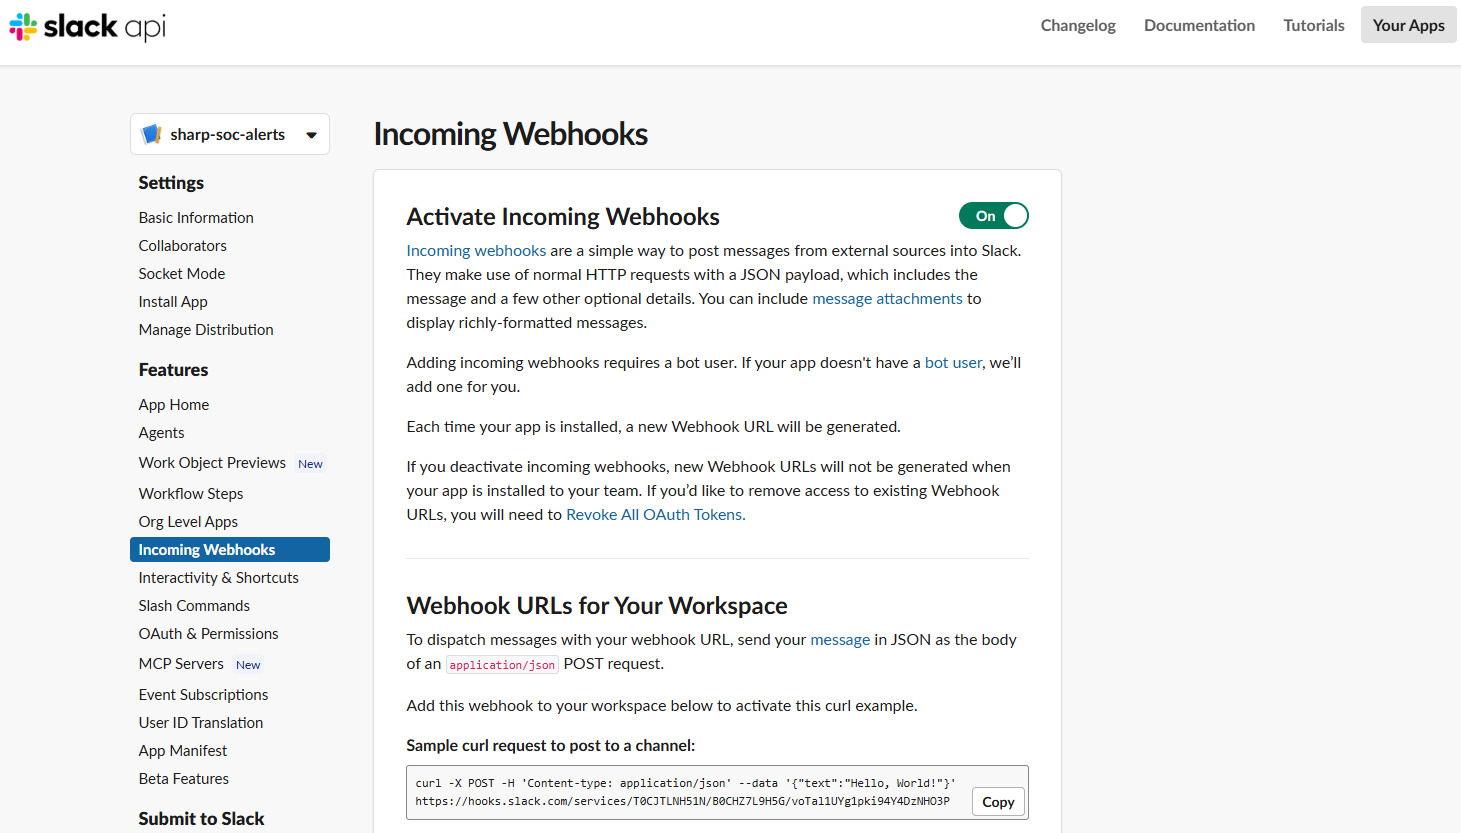 slack api
Changelog
Documentation
Tutorials
Your Apps
sharp-soc-alerts
Settings
Basic Information
Collaborators
Socket Mode
Install App
Manage Distribution
Features
App Home
Agents
Work Object Previews New
Workflow Steps
Org Level Apps
Incoming Webhooks
Interactivity & Shortcuts
Slash Commands
OAuth & Permissions
MCP Servers New
Event Subscriptions
User ID Translation
App Manifest
Beta Features
Submit to Slack
Incoming Webhooks
Activate Incoming Webhooks
On
Incoming webhooks are a simple way to post messages from external sources into Slack.
They make use of normal HTTP requests with a JSON payload, which includes the
message and a few other optional details. You can include message attachments to
display richly-formatted messages.
Adding incoming webhooks requires a bot user. If your app doesn't have a bot user, we’ll
add one for you.
Each time your app is installed, a new Webhook URL will be generated.
If you deactivate incoming webhooks, new Webhook URLs will not be generated when
your app is installed to your team. If you’d like to remove access to existing Webhook
URLs, you will need to Revoke All OAuth Tokens.
Webhook URLs for Your Workspace
To dispatch messages with your webhook URL, send your message in JSON as the body
of an application/json POST request.
Add this webhook to your workspace below to activate this curl example.
Sample curl request to post to a channel:
curl -X POST -H 'Content-type: application/json' --data '{"text":"Hello, World!"}'
https://hooks.slack.com/services/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
Copy